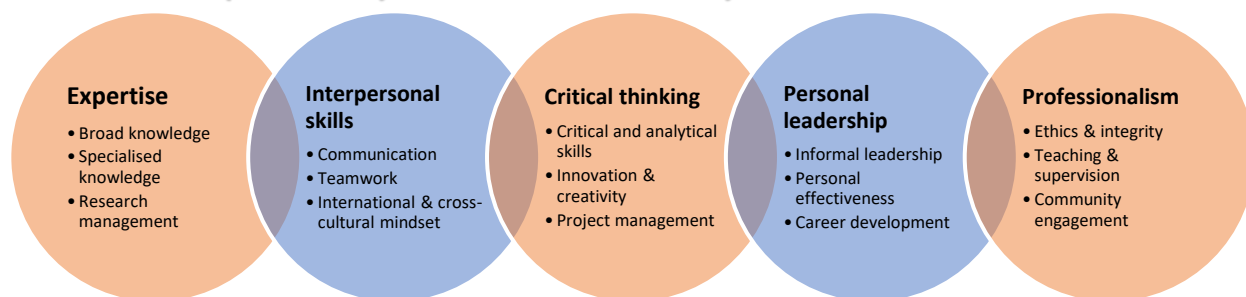 Expertise
• Broad knowledge
• Specialised
knowledge
• Research
management
Interpersonal
skills
• Communication
• Teamwork
• International & cross-
cultural mindset
Critical thinking
• Critical and analytical
skills
• Innovation &
creativity
• Project management
Personal
leadership
• Informal leadership
• Personal
effectiveness
• Career development
Professionalism
• Ethics & integrity
• Teaching &
supervision
• Community
engagement